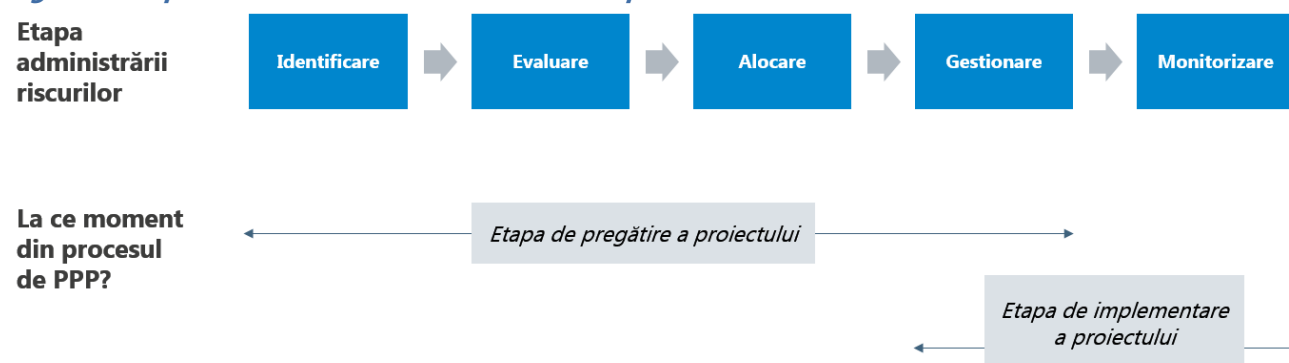 Etapa
administrării
riscurilor
Identificare
Evaluare
Alocare
Gestionare
Monitorizare
La ce moment
din procesul
de PPP?
Etapa de pregătire a proiectului
Etapa de implementare
a proiectului